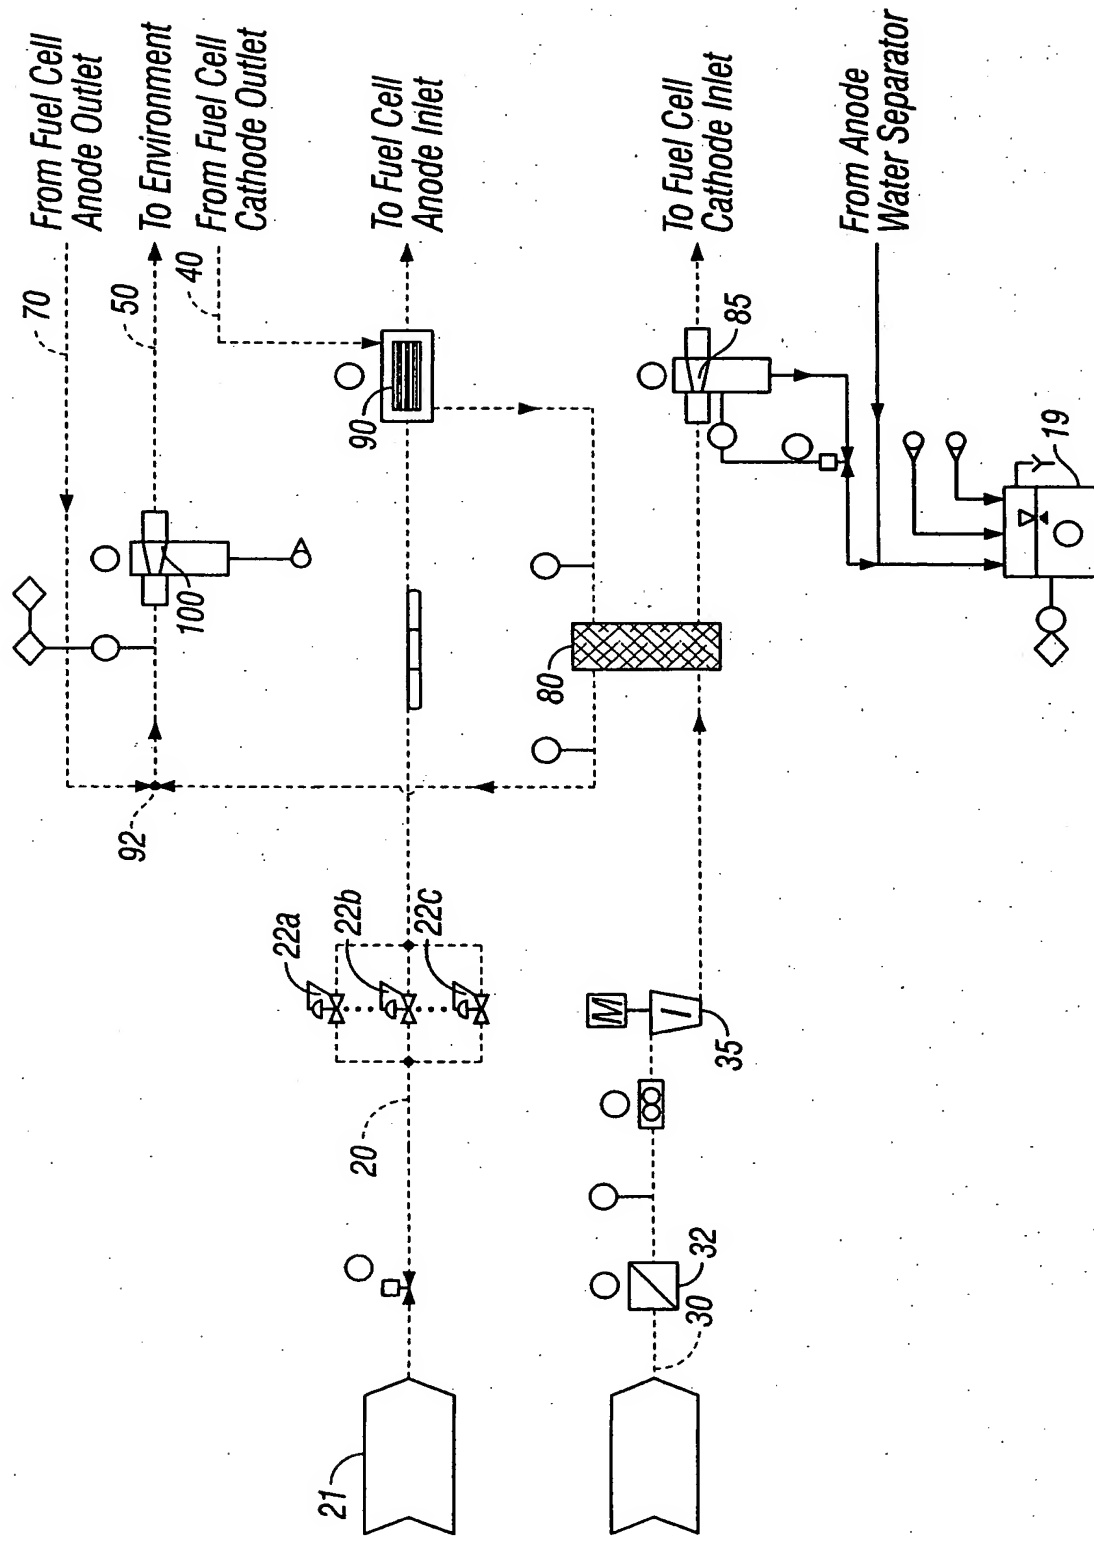 From Fuel Cell
Anode Outlet
To Environment
From Fuel Cell
Cathode Outlet
To Fuel Cell
Anode Inlet
To Fuel Cell
Cathode Inlet
From Anode
Water Separator
70
50
40
90
85
19
100
80
92
22a
22b
22c
M
35
20
32
30
21